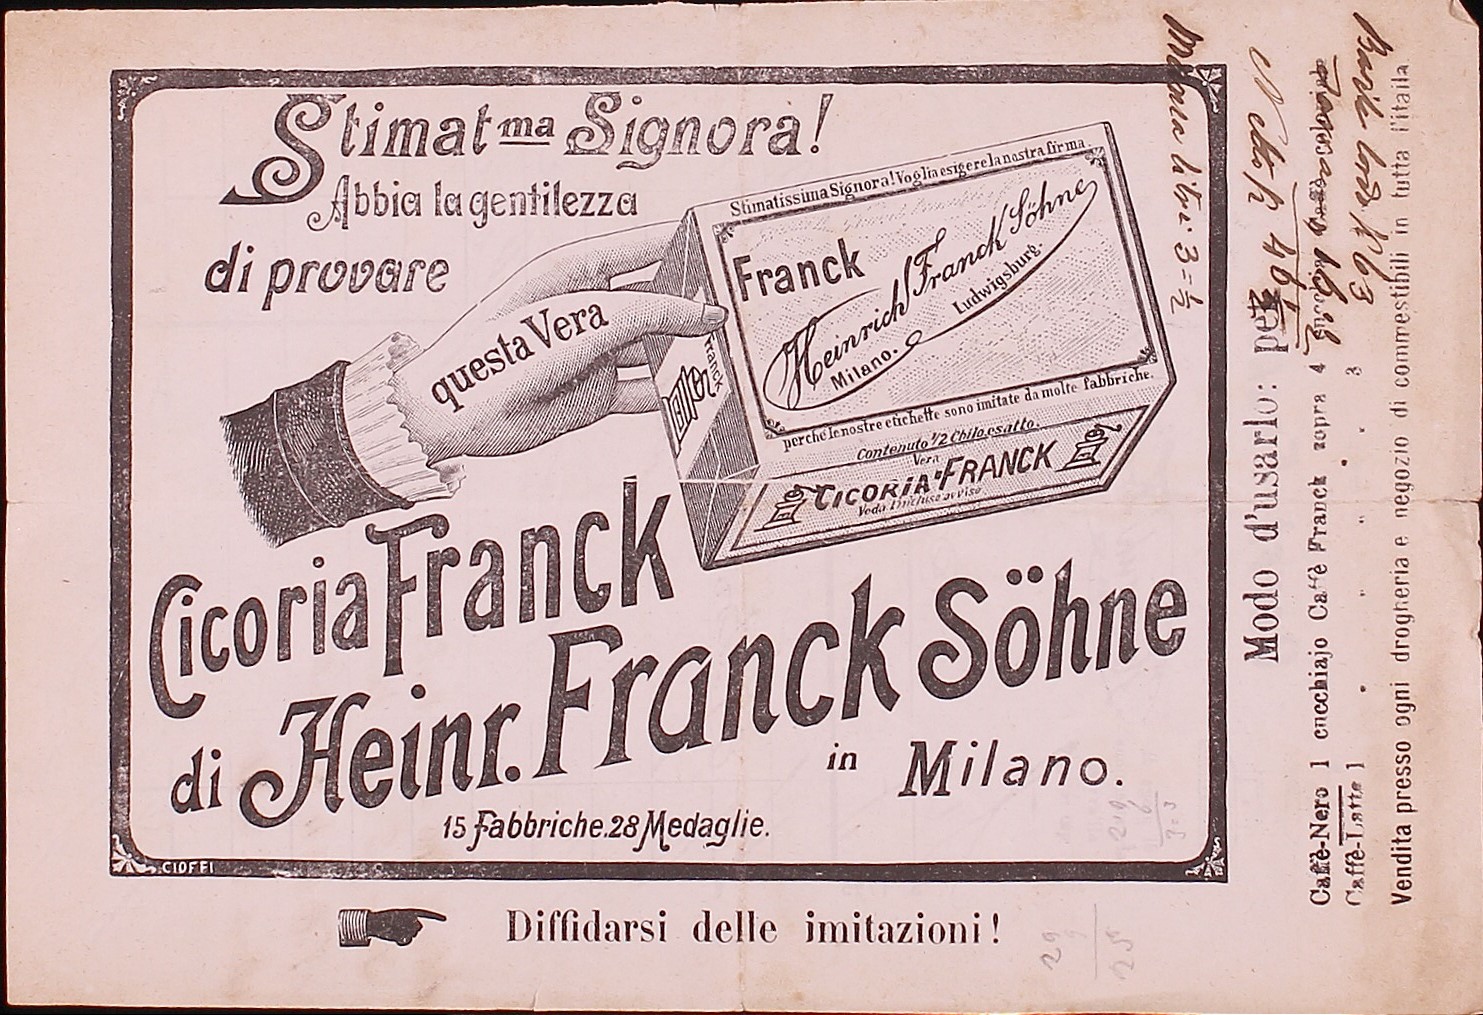 Stimat ma Signora!
Abbia la gentilezza
di provare
questa Vera
Stimatissima Signora! Voglia esigere la nostra firma.
Franck
Heinrich Franck Söhne
Milano. Ludwigsburg.
perchè le nostre etichette sono imitate da molte fabbriche.
Contenuto 1/2 Chilo esatto.
Vera
CICORIA FRANCK
Franck
Cicoria Franck
di Heinr. Franck Söhne
in Milano.
15 Fabbriche. 28 Medaglie.
CIOFFI
Diffidarsi delle imitazioni!
Modo d'usarlo: per
Caffè-Nero 1 cucchiajo Caffè Franck sopra 4
Caffè-Latte 1 " " " " 3
Vendita presso ogni drogheria e negozio di commestibili in tutta l'itaila.